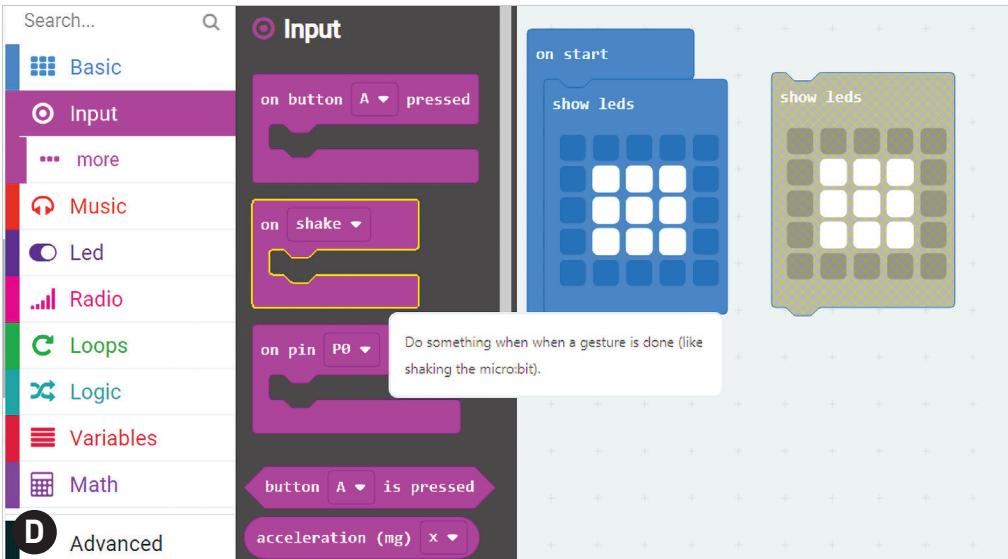 Search...
Basic
Input
more
Music
Led
Radio
Loops
Logic
Variables
Math
Advanced
D
Input
on button A pressed
on shake
on pin P0
button A is pressed
acceleration (mg) x
Do something when when a gesture is done (like
shaking the micro:bit).
on start
show leds
show leds